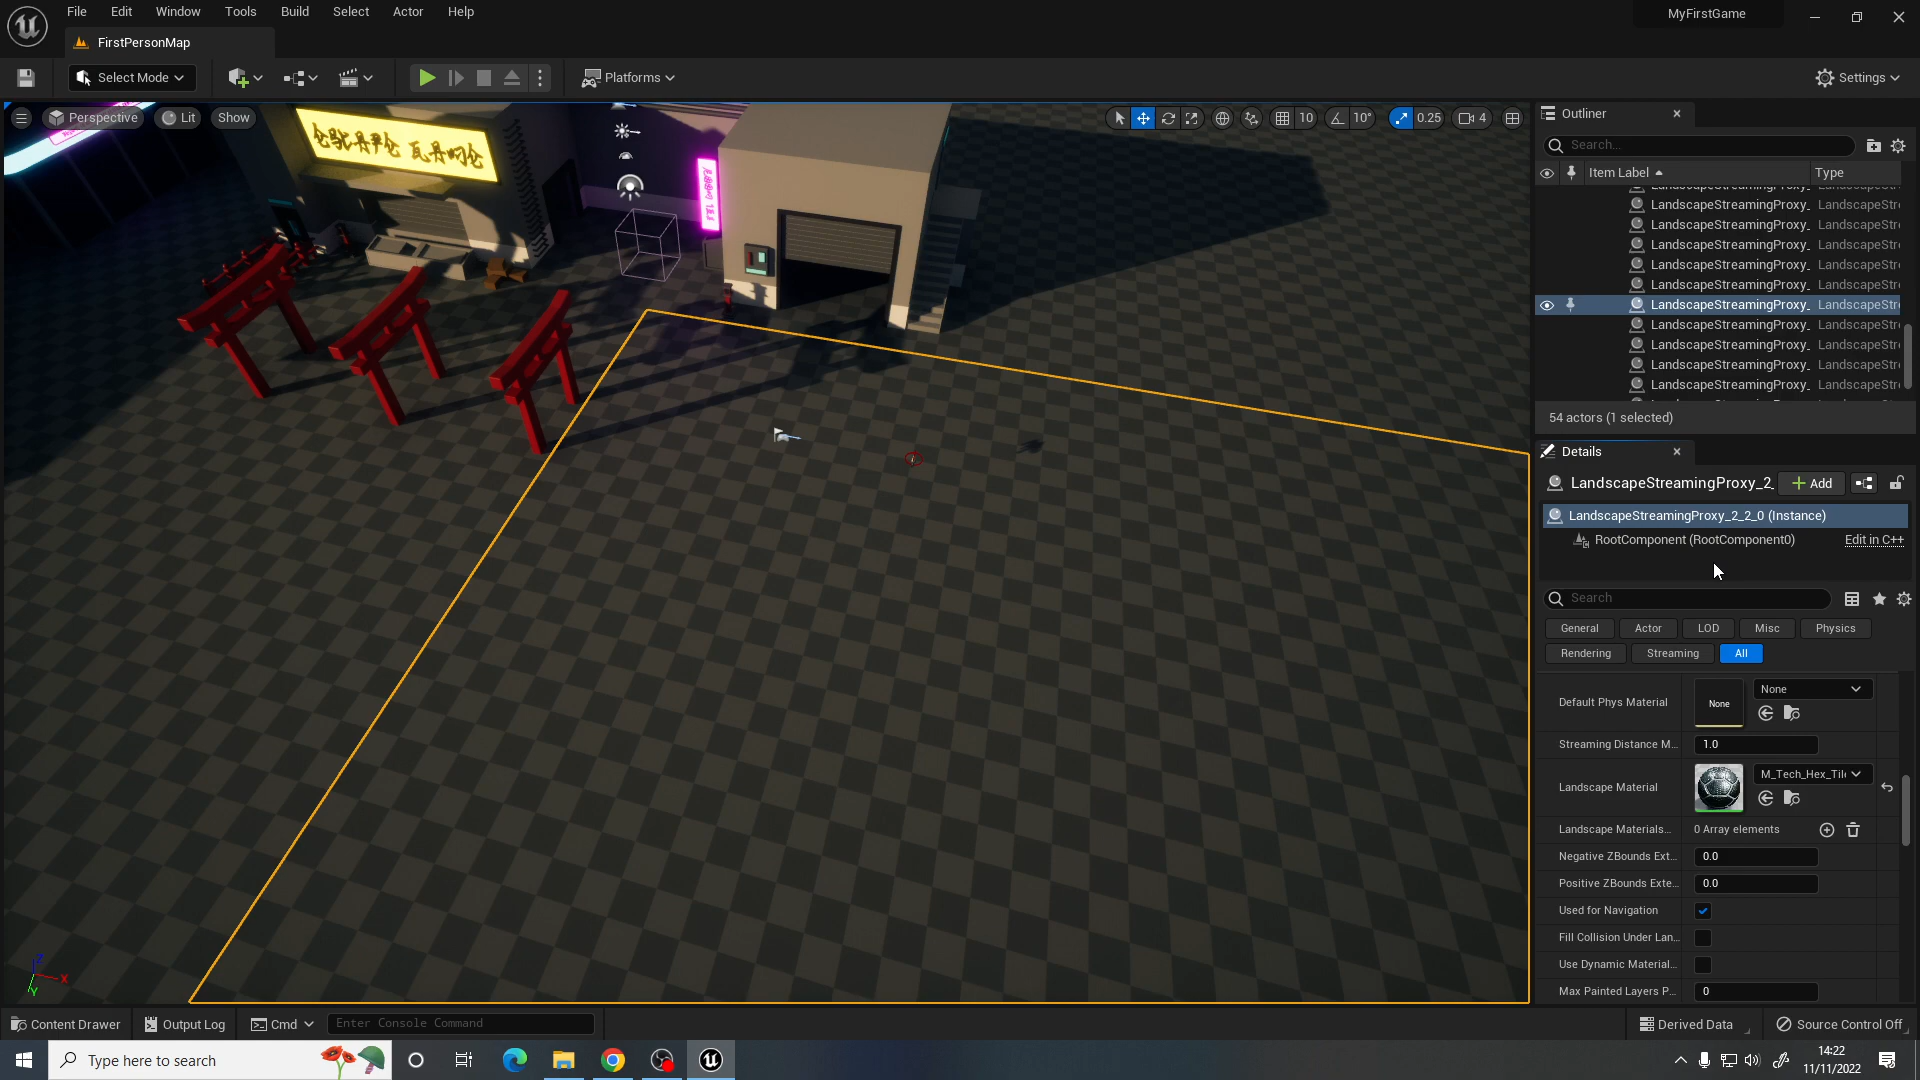 File Edit Window Tools Build Select Actor Help
MyFirstGame
FirstPersonMap
Select Mode
Platforms
Settings
Perspective Lit Show
10 10° 0.25 4
Outliner
Search...
Item Label Type
LandscapeStreamingProxy_ LandscapeStr
LandscapeStreamingProxy_ LandscapeStr
LandscapeStreamingProxy_ LandscapeStr
LandscapeStreamingProxy_ LandscapeStr
LandscapeStreamingProxy_ LandscapeStr
LandscapeStreamingProxy_ LandscapeStr
LandscapeStreamingProxy_ LandscapeStr
LandscapeStreamingProxy_ LandscapeStr
LandscapeStreamingProxy_ LandscapeStr
LandscapeStreamingProxy_ LandscapeStr
LandscapeStreamingProxy_ LandscapeStr
54 actors (1 selected)
Details
LandscapeStreamingProxy_2_ Add
LandscapeStreamingProxy_2_2_0 (Instance)
RootComponent (RootComponent0) Edit in C++
Search
General Actor LOD Misc Physics
Rendering Streaming All
Default Phys Material None None
Streaming Distance M... 1.0
Landscape Material M_Tech_Hex_Til
Landscape Materials... 0 Array elements
Negative ZBounds Ext... 0.0
Positive ZBounds Exte... 0.0
Used for Navigation
Fill Collision Under Lan...
Use Dynamic Material...
Max Painted Layers P... 0
X
Y
Z
Content Drawer Output Log Cmd Enter Console Command Derived Data Source Control Off
Type here to search
14:22
11/11/2022